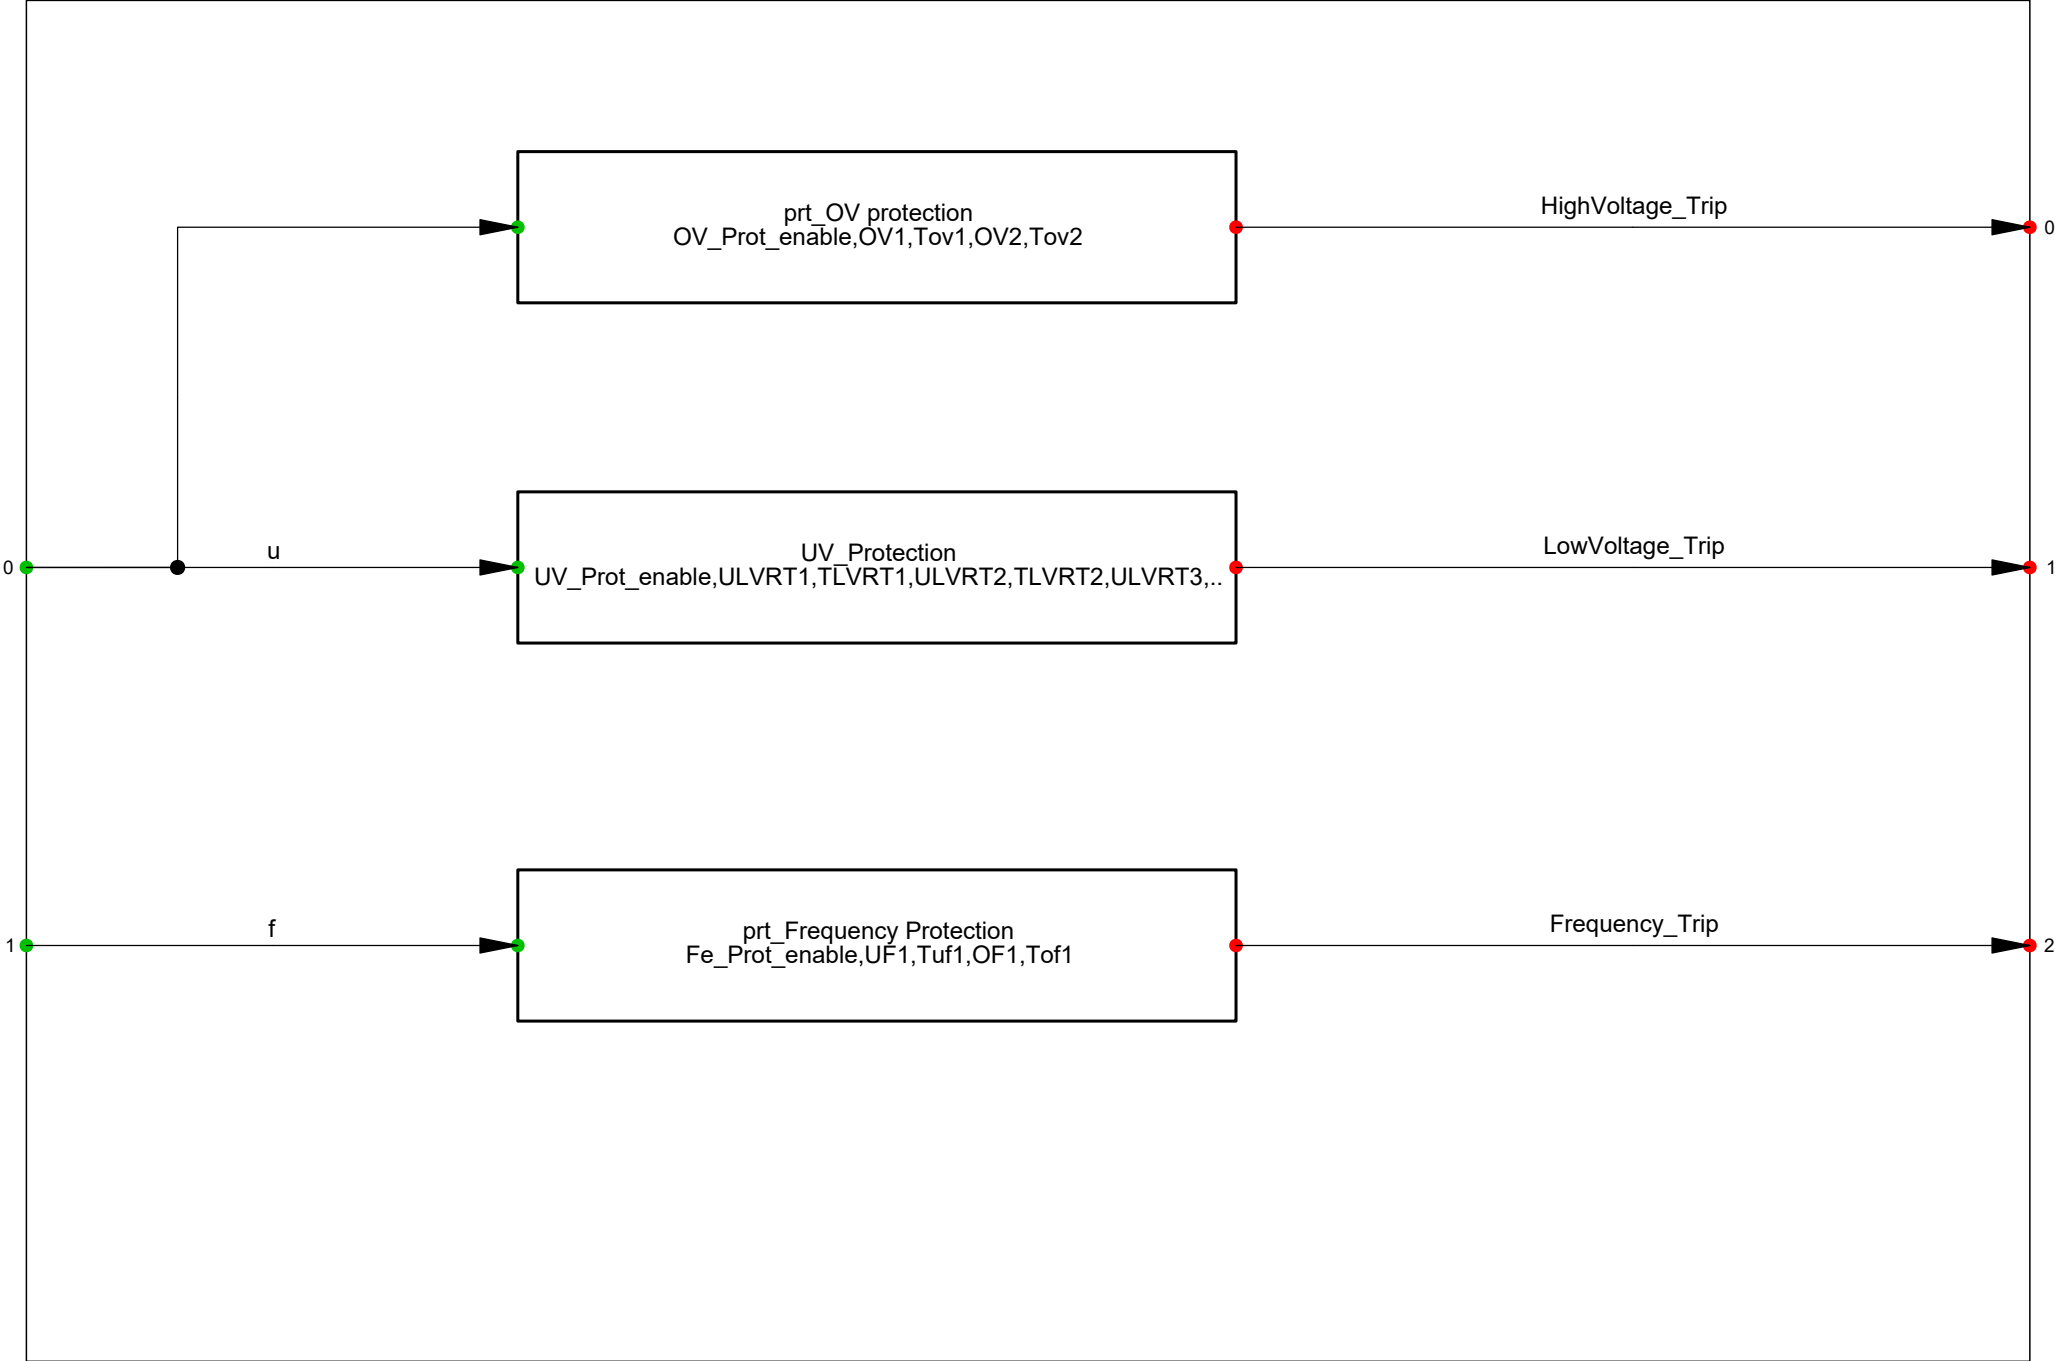 prt_OV protection
OV_Prot_enable,OV1,Tov1,OV2,Tov2
HighVoltage_Trip
0
0
u
UV_Protection
UV_Prot_enable,ULVRT1,TLVRT1,ULVRT2,TLVRT2,ULVRT3,..
LowVoltage_Trip
1
1
f
prt_Frequency Protection
Fe_Prot_enable,UF1,Tuf1,OF1,Tof1
Frequency_Trip
2